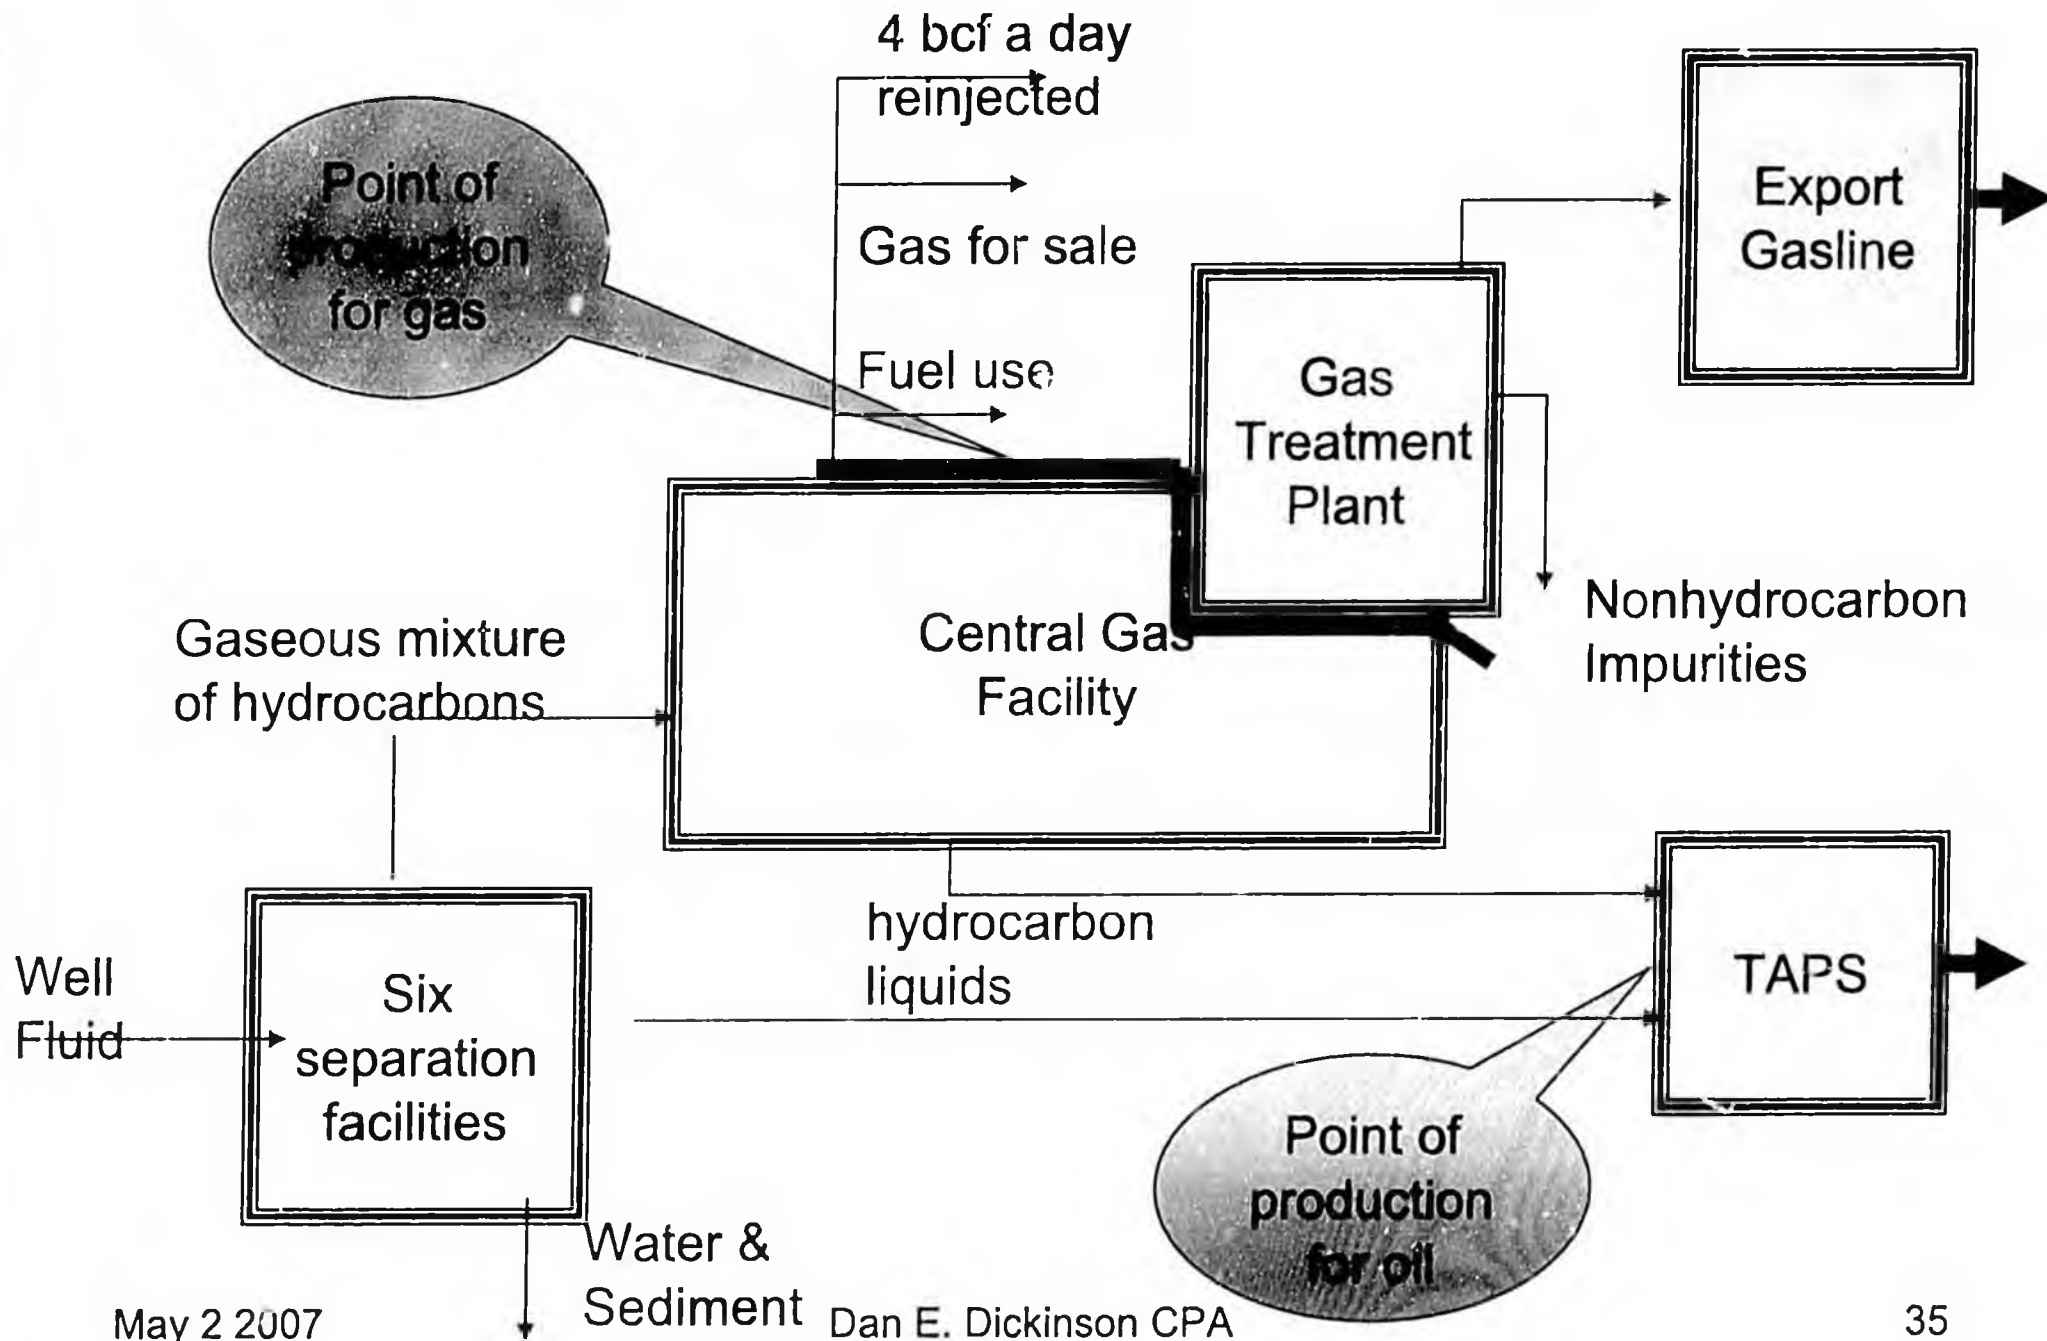 4 bcf a day
reinjected
Point of
production
for gas
Gas for sale
Fuel use
Export
Gasline
Gas
Treatment
Plant
Nonhydrocarbon
Impurities
Gaseous mixture
of hydrocarbons
Central Gas
Facility
hydrocarbon
liquids
Well
Fluid
Six
separation
facilities
TAPS
Point of
production
for oil
Water &
Sediment
May 2 2007
Dan E. Dickinson CPA
35